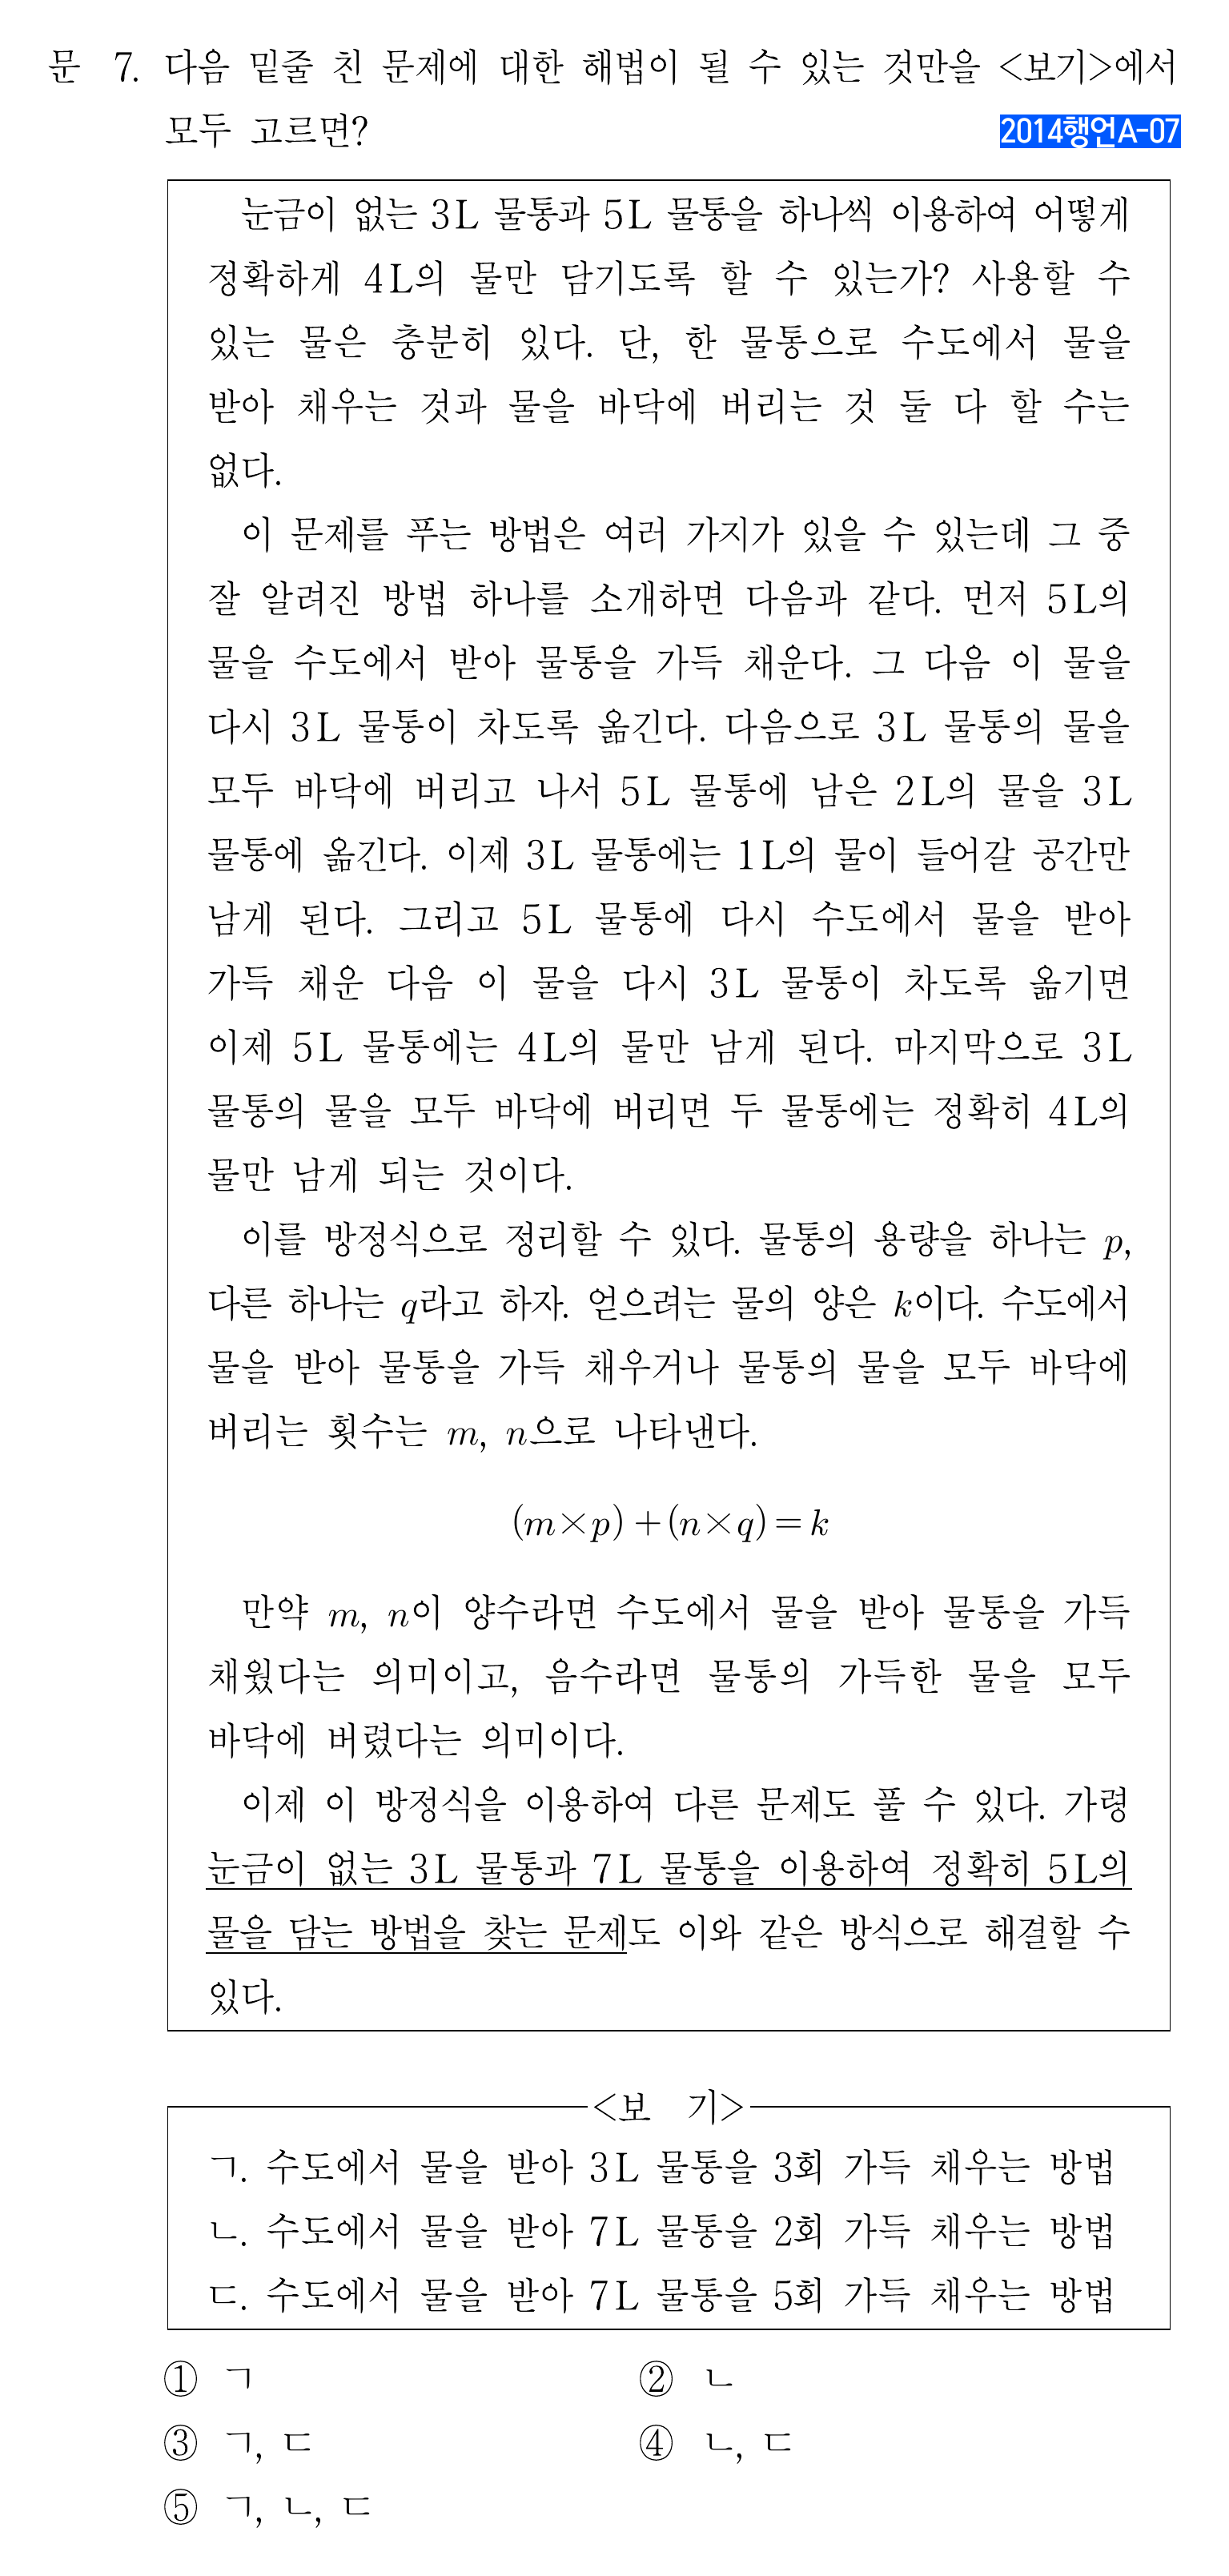 문 7. 다음 밑줄 친 문제에 대한 해법이 될 수 있는 것만을 <보기>에서
모두 고르면?
2014행언A-07
눈금이 없는 3L 물통과 5L 물통을 하나씩 이용하여 어떻게
정확하게 4L의 물만 담기도록 할 수 있는가? 사용할 수
있는 물은 충분히 있다. 단, 한 물통으로 수도에서 물을
받아 채우는 것과 물을 바닥에 버리는 것 둘 다 할 수는
없다.
이 문제를 푸는 방법은 여러 가지가 있을 수 있는데 그 중
잘 알려진 방법 하나를 소개하면 다음과 같다. 먼저 5L의
물을 수도에서 받아 물통을 가득 채운다. 그 다음 이 물을
다시 3L 물통이 차도록 옮긴다. 다음으로 3L 물통의 물을
모두 바닥에 버리고 나서 5L 물통에 남은 2L의 물을 3L
물통에 옮긴다. 이제 3L 물통에는 1L의 물이 들어갈 공간만
남게 된다. 그리고 5L 물통에 다시 수도에서 물을 받아
가득 채운 다음 이 물을 다시 3L 물통이 차도록 옮기면
이제 5L 물통에는 4L의 물만 남게 된다. 마지막으로 3L
물통의 물을 모두 바닥에 버리면 두 물통에는 정확히 4L의
물만 남게 되는 것이다.
이를 방정식으로 정리할 수 있다. 물통의 용량을 하나는 p,
다른 하나는 q라고 하자. 얻으려는 물의 양은 k이다. 수도에서
물을 받아 물통을 가득 채우거나 물통의 물을 모두 바닥에
버리는 횟수는 m, n으로 나타낸다.
(m×p)+(n×q)=k
만약 m, n이 양수라면 수도에서 물을 받아 물통을 가득
채웠다는 의미이고, 음수라면 물통의 가득한 물을 모두
바닥에 버렸다는 의미이다.
이제 이 방정식을 이용하여 다른 문제도 풀 수 있다. 가령
눈금이 없는 3L 물통과 7L 물통을 이용하여 정확히 5L의
물을 담는 방법을 찾는 문제도 이와 같은 방식으로 해결할 수
있다.
<보 기>
ㄱ. 수도에서 물을 받아 3L 물통을 3회 가득 채우는 방법
ㄴ. 수도에서 물을 받아 7L 물통을 2회 가득 채우는 방법
ㄷ. 수도에서 물을 받아 7L 물통을 5회 가득 채우는 방법
① ㄱ ② ㄴ
③ ㄱ, ㄷ ④ ㄴ, ㄷ
⑤ ㄱ, ㄴ, ㄷ